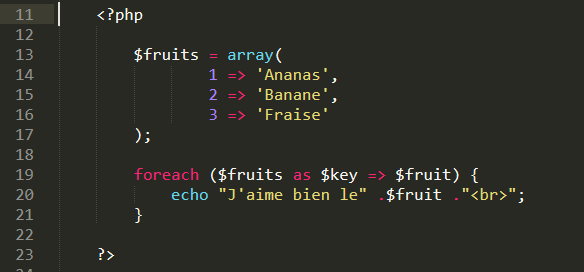 11 <?php
12
13 $fruits = array(
14 1 => 'Ananas',
15 2 => 'Banane',
16 3 => 'Fraise'
17 );
18
19 foreach ($fruits as $key => $fruit) {
20 echo "J'aime bien le" .$fruit ."<br>";
21 }
22
23 ?>